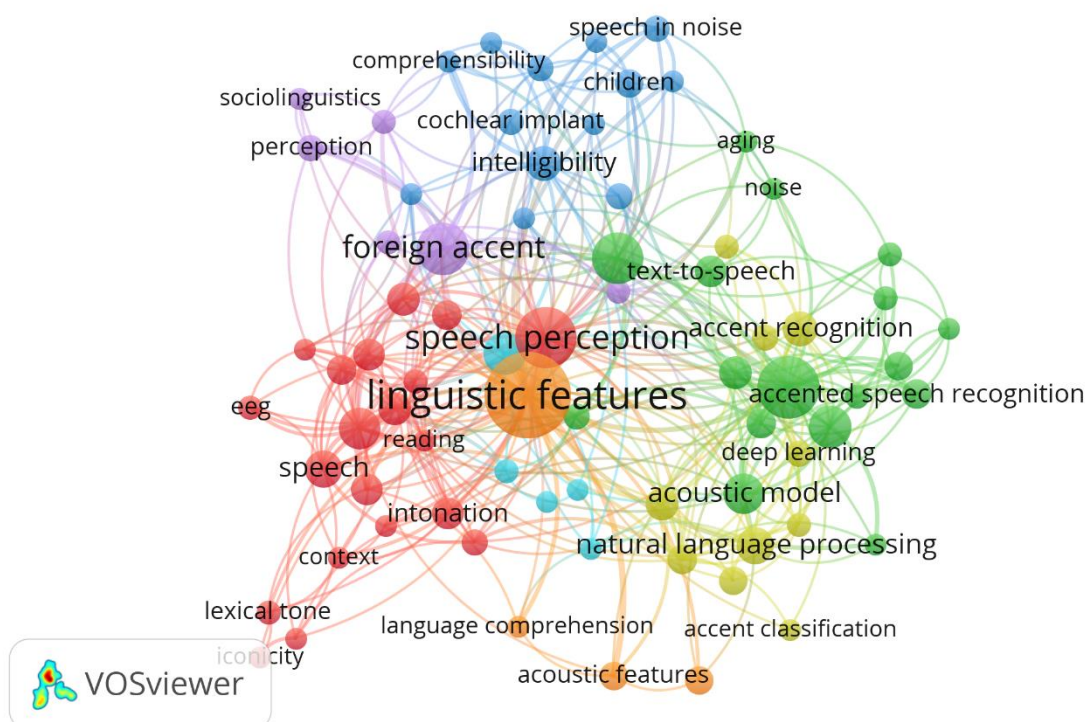 speech in noise
comprehensibility
children
sociolinguistics
cochlear implant
perception
aging
intelligibility
noise
foreign accent
text-to-speech
accent recognition
speech perception
linguistic features
accented speech recognition
eeg
reading
deep learning
speech
acoustic model
intonation
natural language processing
context
lexical tone
language comprehension
accent classification
iconicity
acoustic features
VOSviewer